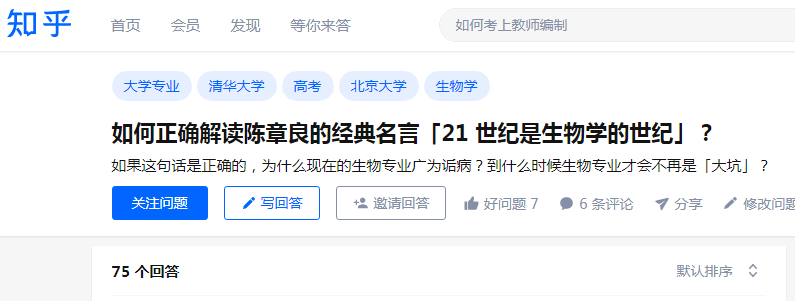 知乎 首页 会员 发现 等你来答 如何考上教师编制
大学专业 清华大学 高考 北京大学 生物学
如何正确解读陈章良的经典名言「21 世纪是生物学的世纪」？
如果这句话是正确的，为什么现在的生物专业广为诟病？到什么时候生物专业才会不再是「大坑」？
关注问题 写回答 邀请回答 好问题 7 6 条评论 分享 修改问题
75 个回答 默认排序